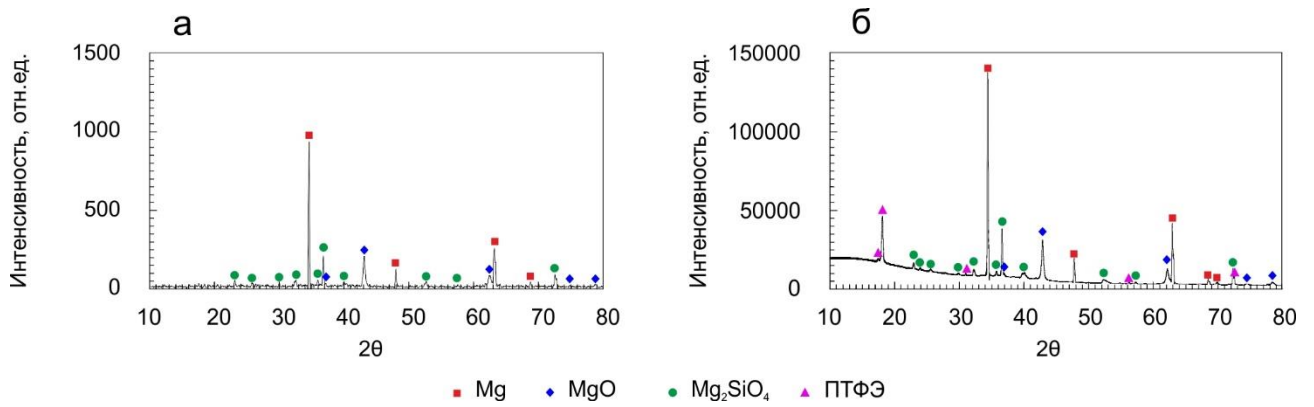 а
Интенсивность, отн.ед.
1500
1000
500
0
10 20 30 40 50 60 70 80
2θ
б
Интенсивность, отн.ед.
150000
100000
50000
0
10 20 30 40 50 60 70 80
2θ
Mg MgO Mg₂SiO₄ ПТФЭ